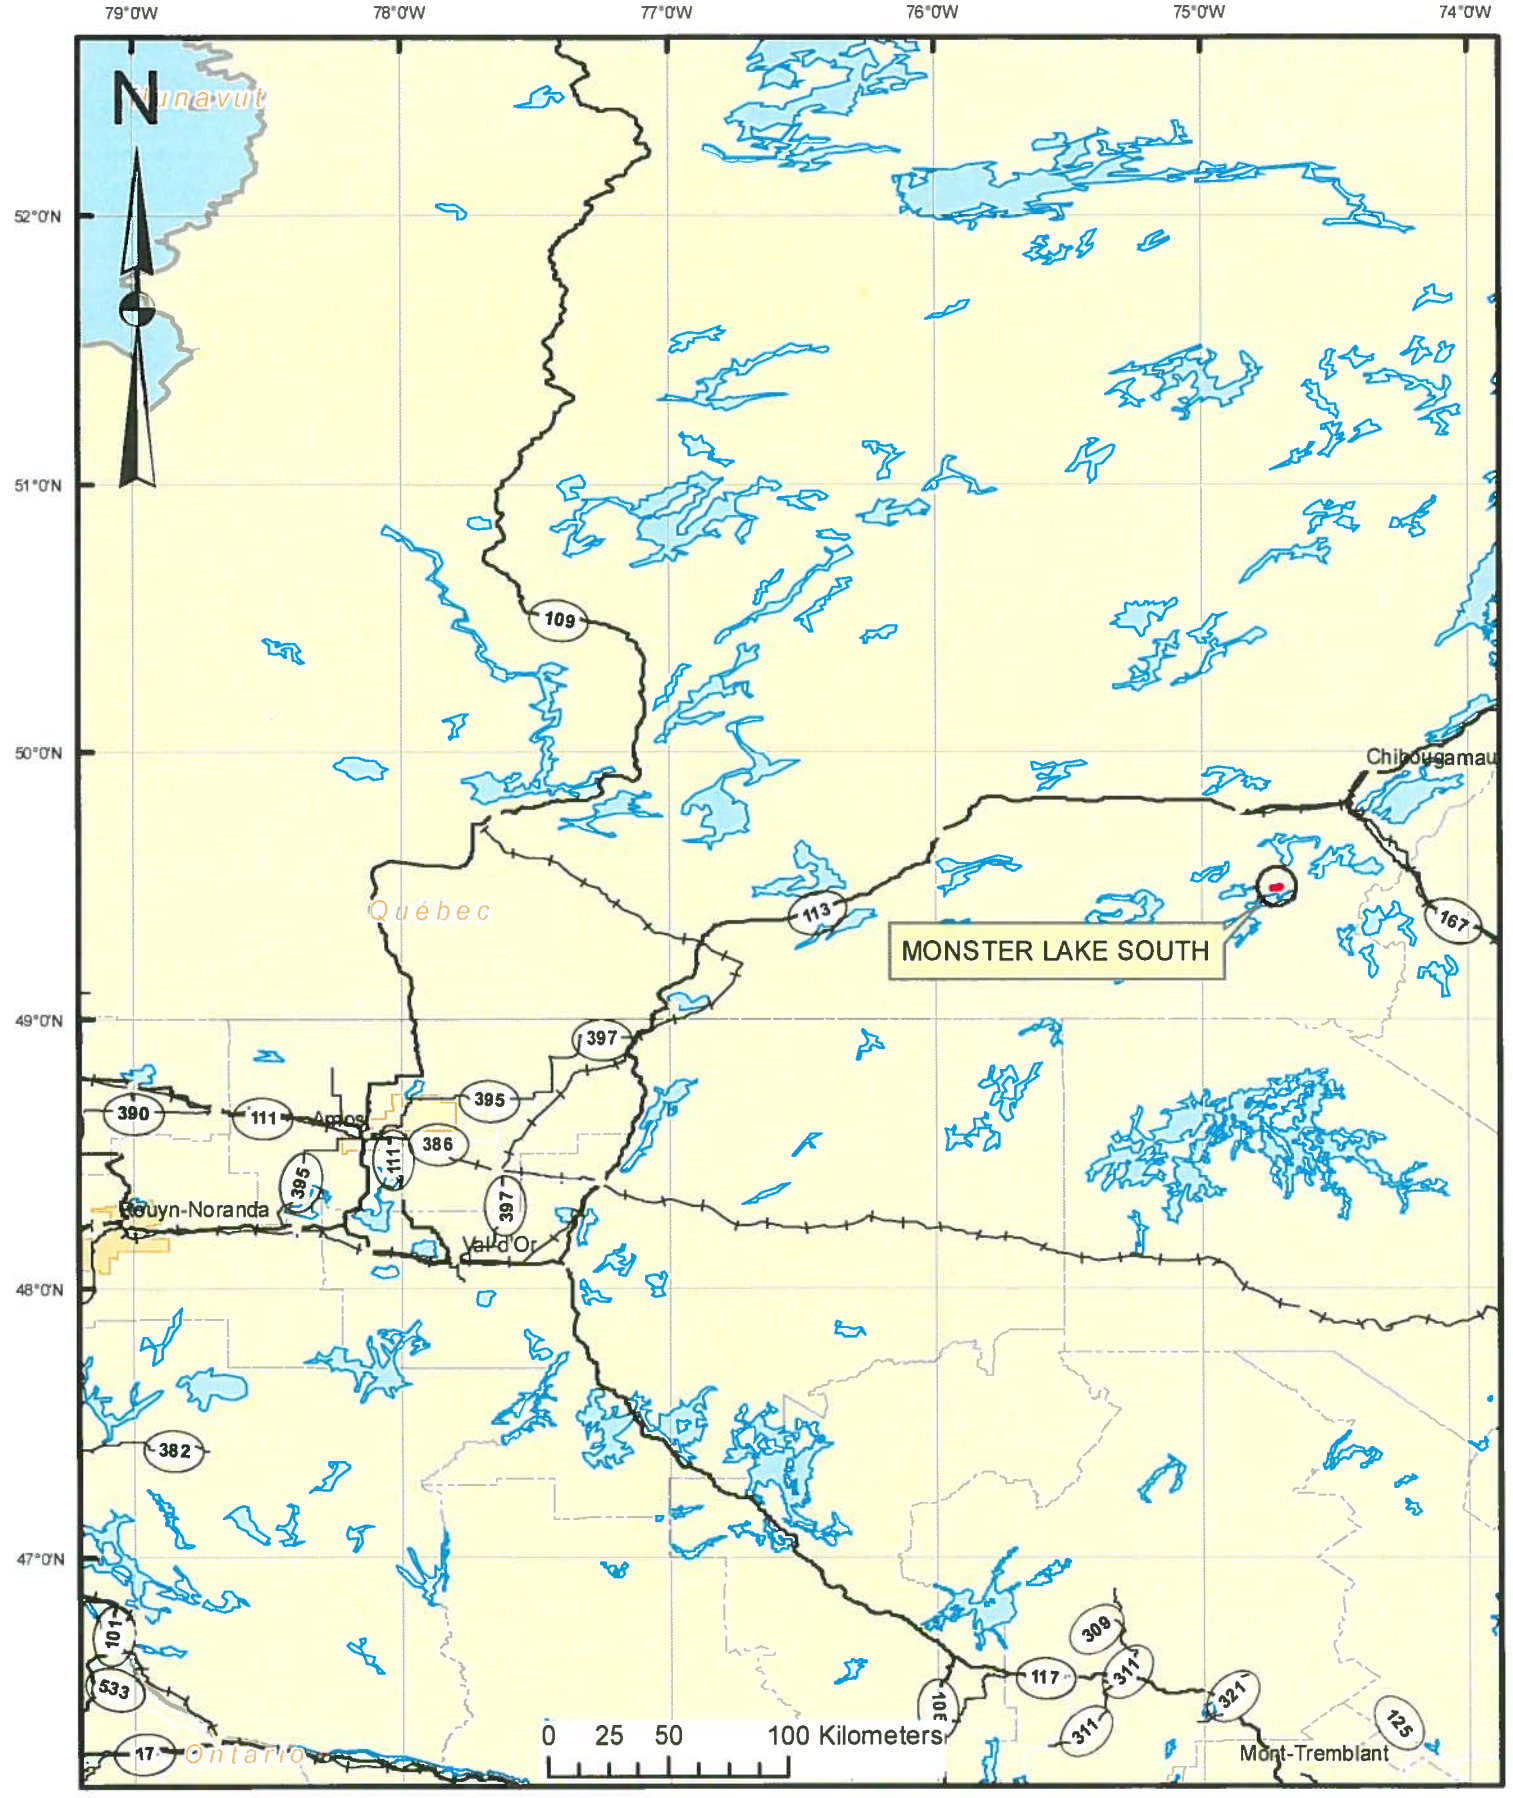 79°0'W 78°0'W 77°0'W 76°0'W 75°0'W 74°0'W
N
Nunavut
52°0'N
51°0'N
109
50°0'N
Chibougamau
Québec
113
167
MONSTER LAKE SOUTH
49°0'N
397
395
390
111
Amos
386
111
395
397
Rouyn-Noranda
Val-d'Or
48°0'N
382
47°0'N
101
309
533
117
311
321
105
311
125
0 25 50 100 Kilometers
17
Ontario
Mont-Tremblant